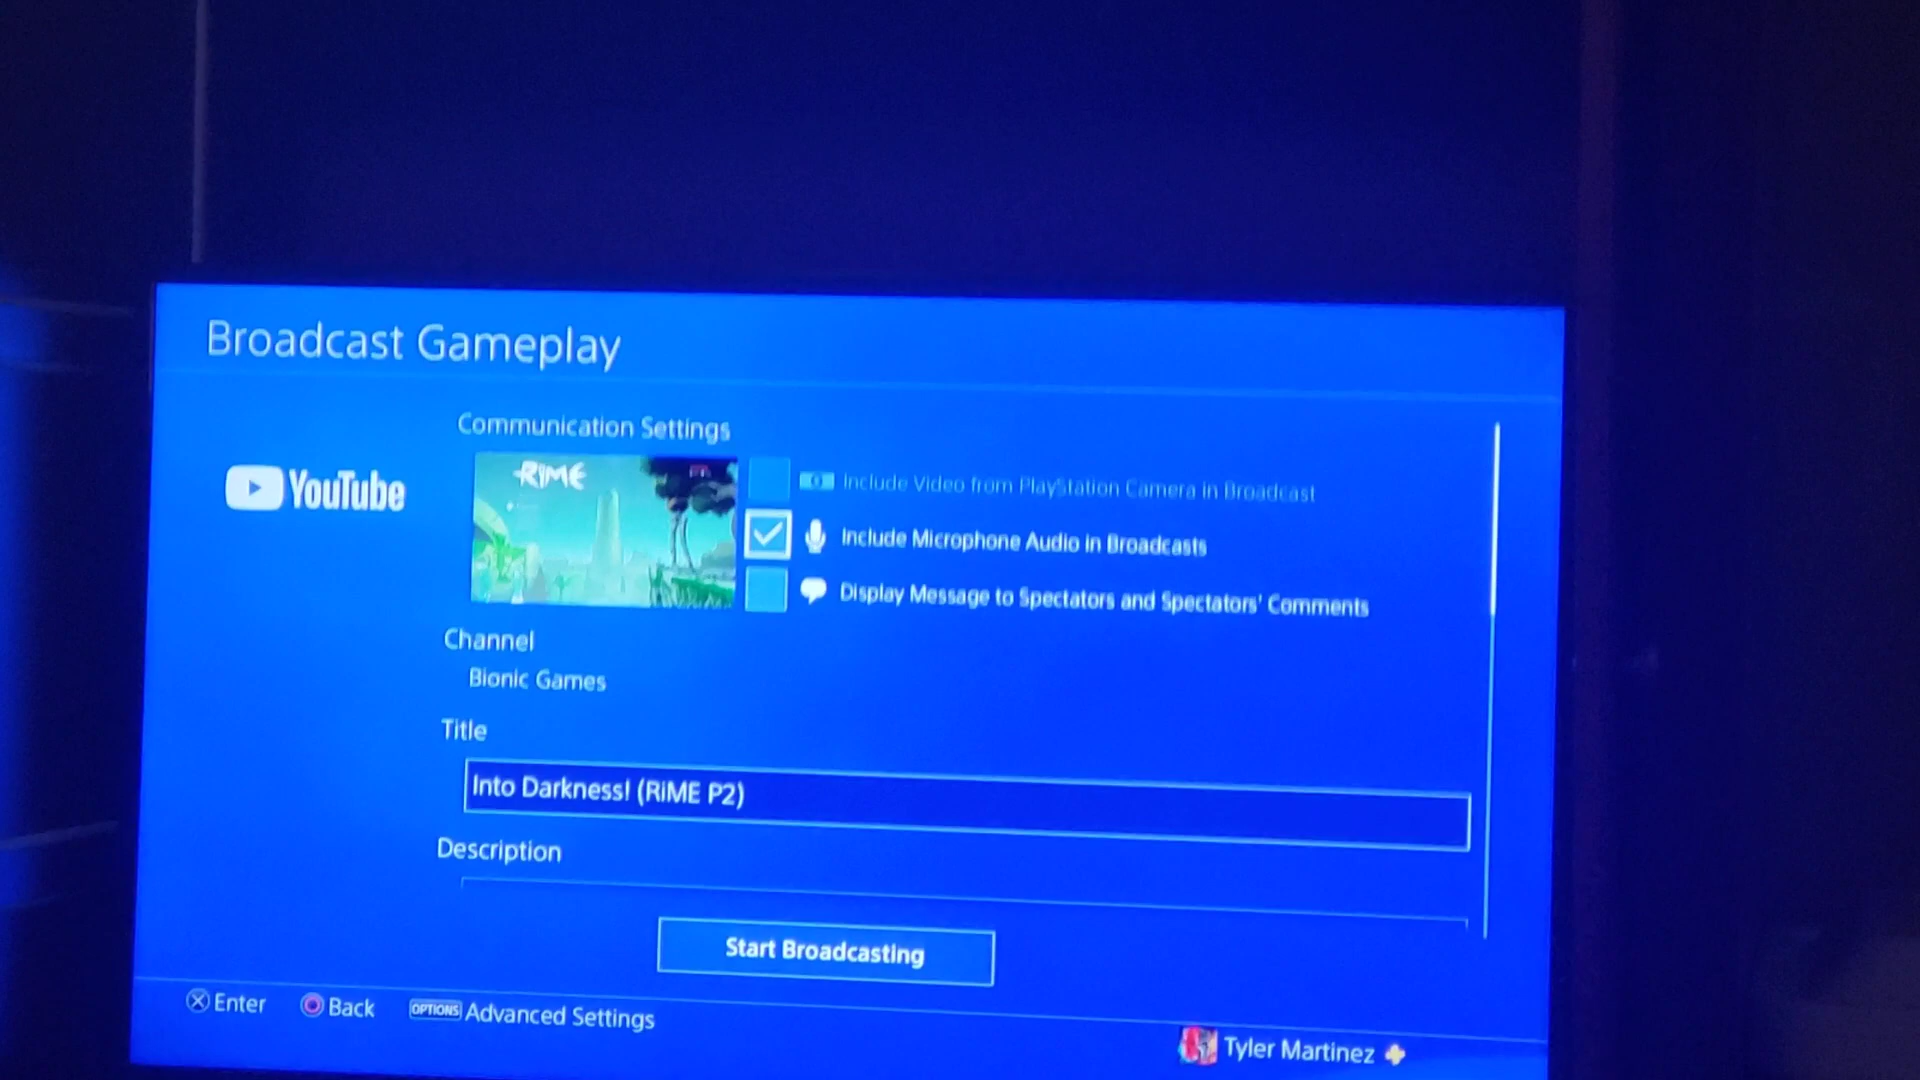 Broadcast Gameplay
Communication Settings
YouTube
RiME
Include Video from PlayStation Camera in Broadcast
Include Microphone Audio in Broadcasts
Display Message to Spectators and Spectators' Comments
Channel
Bionic Games
Title
Into Darkness! (RiME P2)
Description
Start Broadcasting
Enter
Back
OPTIONS Advanced Settings
Tyler Martinez